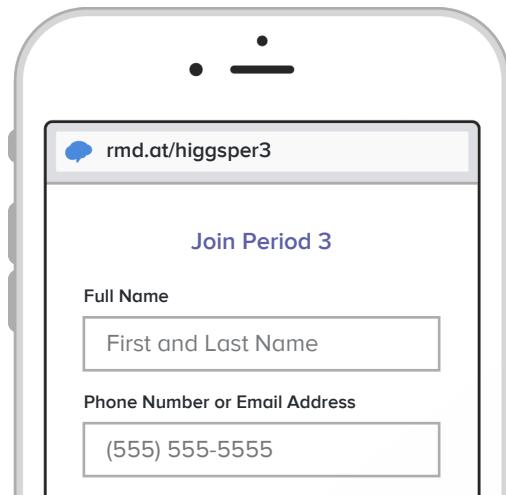 rmd.at/higgsper3
Join Period 3
Full Name
First and Last Name
Phone Number or Email Address
(555) 555-5555